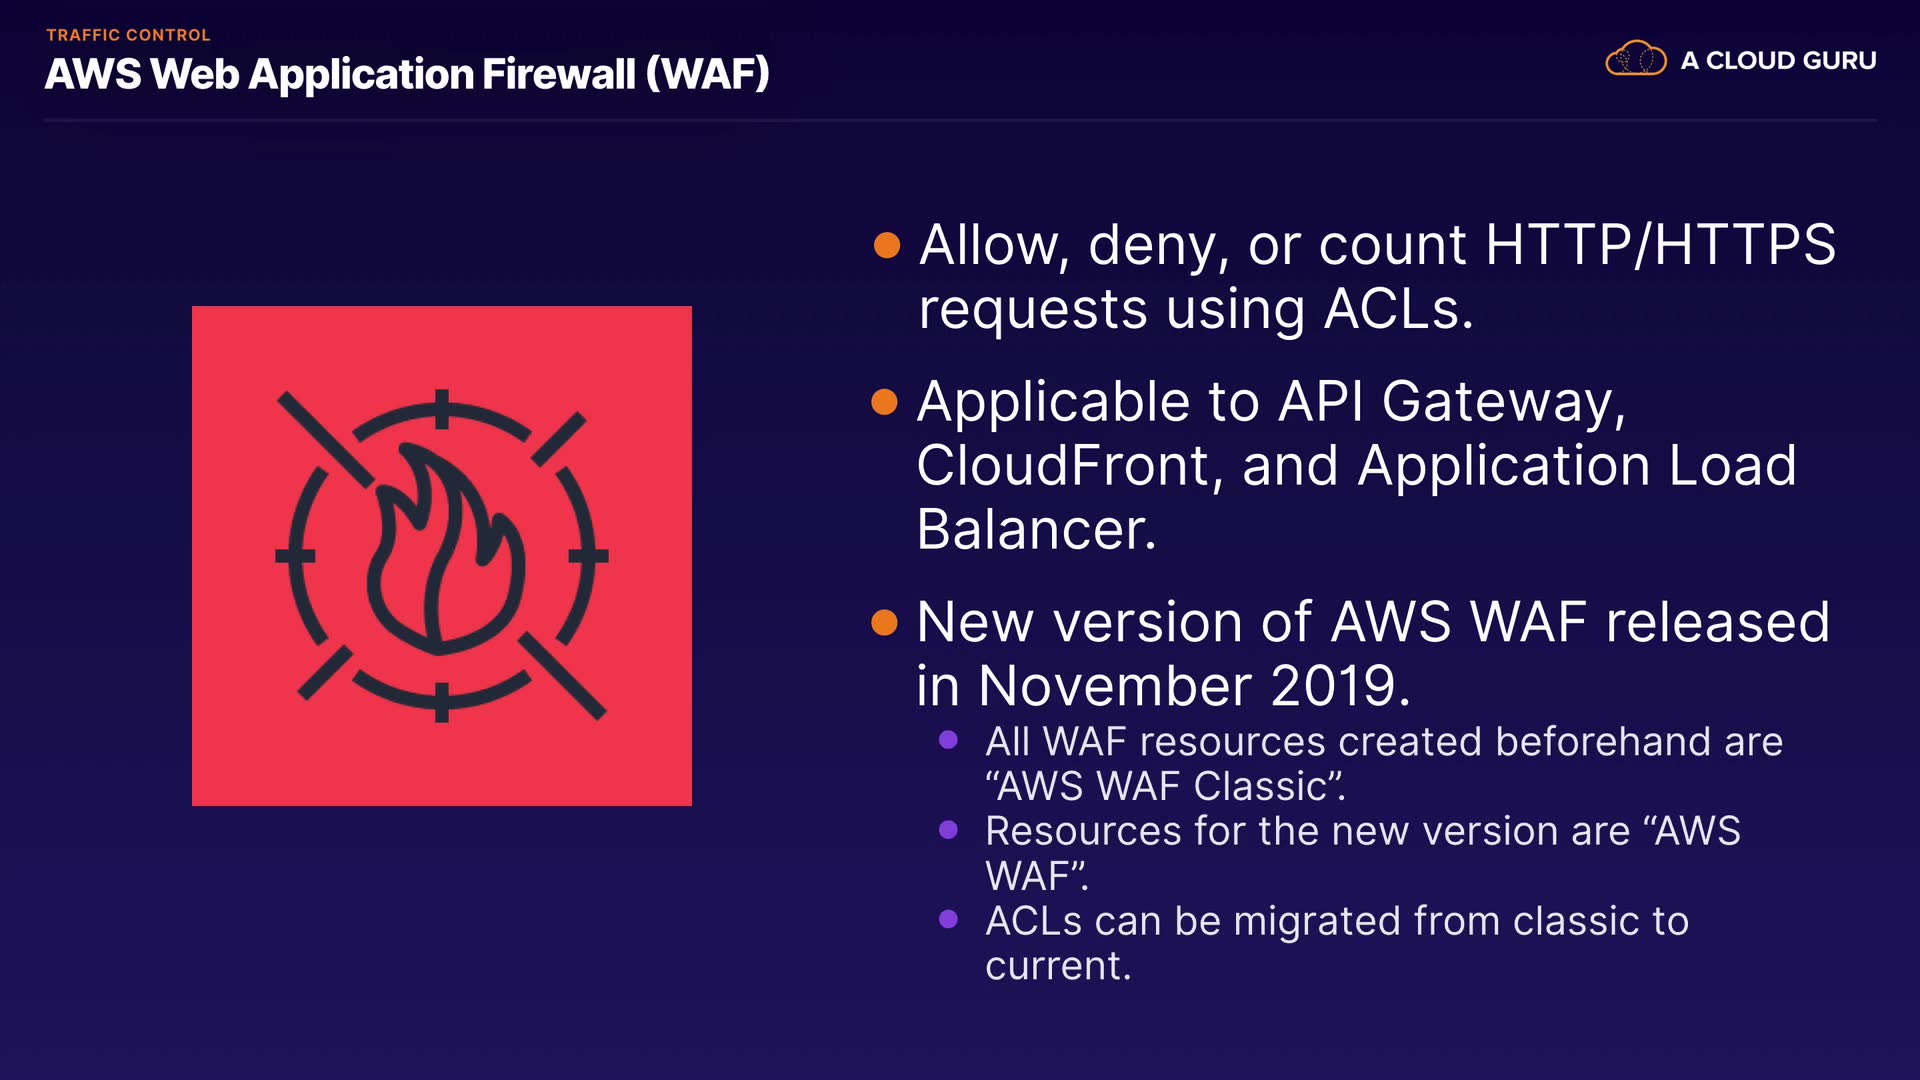 TRAFFIC CONTROL
AWS Web Application Firewall (WAF)
A CLOUD GURU
Allow, deny, or count HTTP/HTTPS
requests using ACLs.
Applicable to API Gateway,
CloudFront, and Application Load
Balancer.
New version of AWS WAF released
in November 2019.
All WAF resources created beforehand are
“AWS WAF Classic”.
Resources for the new version are “AWS
WAF”.
ACLs can be migrated from classic to
current.